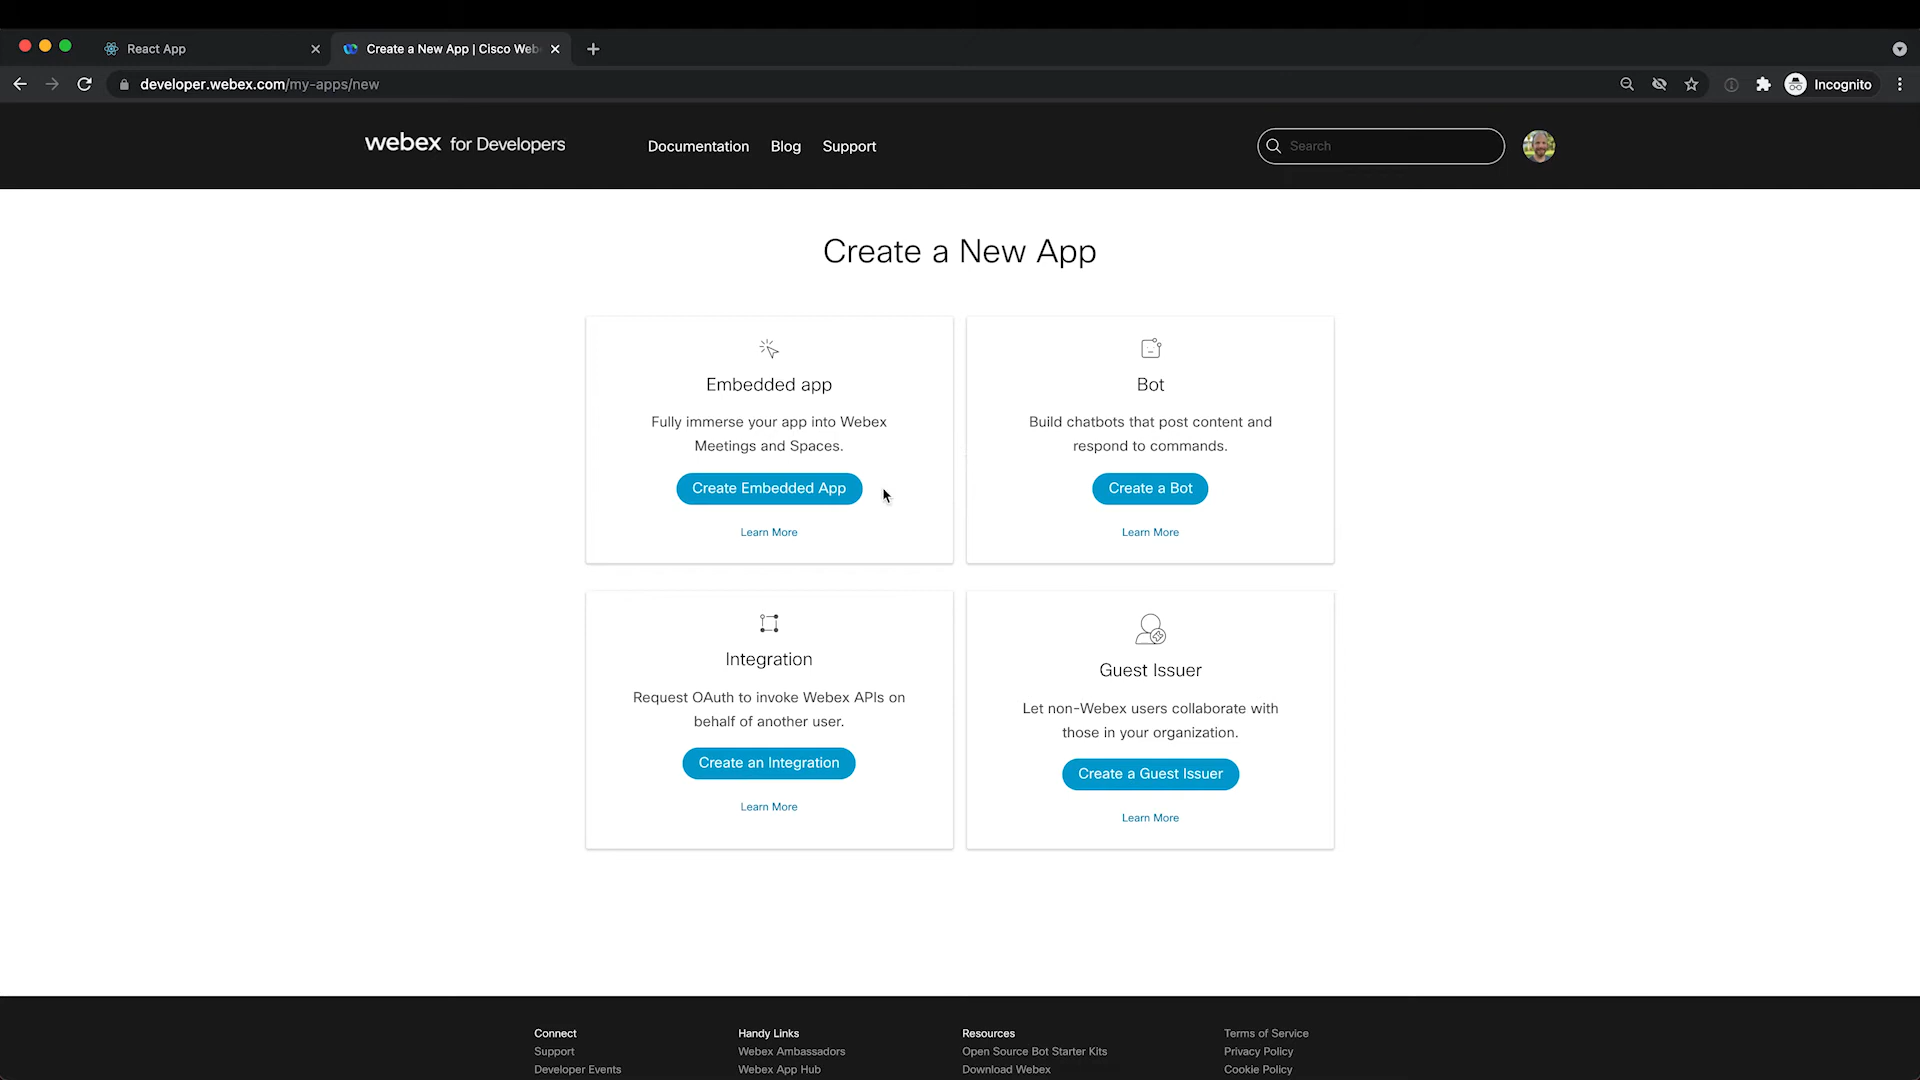 React App
Create a New App | Cisco Web
developer.webex.com/my-apps/new
Incognito
webex for Developers
Documentation
Blog
Support
Search
Create a New App
Embedded app
Fully immerse your app into Webex
Meetings and Spaces.
Create Embedded App
Learn More
Bot
Build chatbots that post content and
respond to commands.
Create a Bot
Learn More
Integration
Request OAuth to invoke Webex APIs on
behalf of another user.
Create an Integration
Learn More
Guest Issuer
Let non-Webex users collaborate with
those in your organization.
Create a Guest Issuer
Learn More
Connect
Support
Developer Events
Handy Links
Webex Ambassadors
Webex App Hub
Resources
Open Source Bot Starter Kits
Download Webex
Terms of Service
Privacy Policy
Cookie Policy